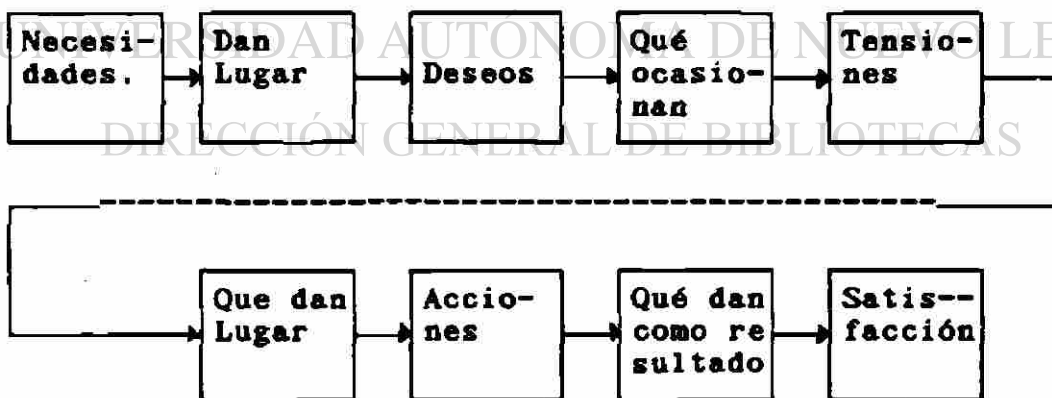 UNIVERSIDAD AUTÓNOMA DE NUEVO LE
Necesi-
dades.
Dan
Lugar
Deseos
Qué
ocasio-
nan
Tensio-
nes
DIRECCIÓN GENERAL DE BIBLIOTECAS
Que dan
Lugar
Accio-
nes
Qué dan
como re
sultado
Satis--
facción